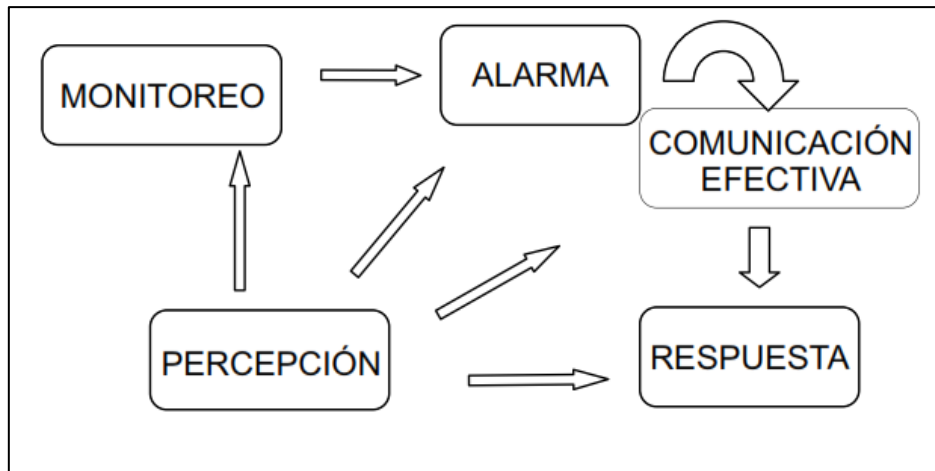 MONITOREO
ALARMA
COMUNICACIÓN
EFECTIVA
PERCEPCIÓN
RESPUESTA